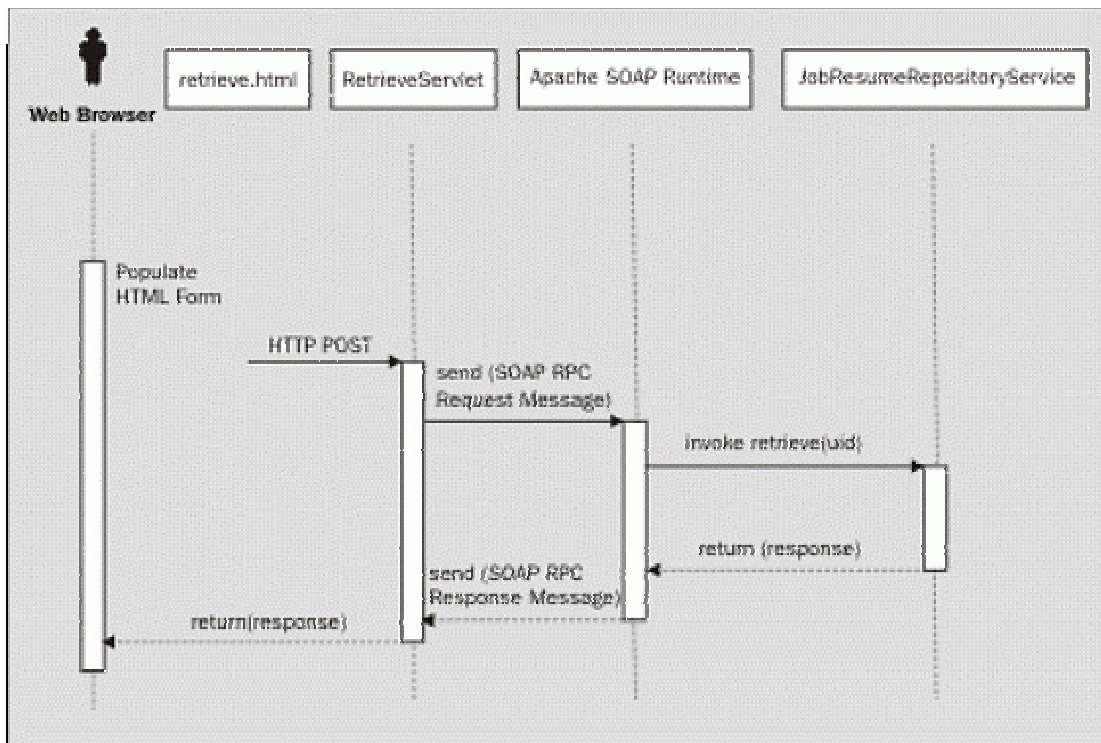 retrieve.html
RetrieveServlet
Apache SOAP Runtime
JobResumeRepositoryService
Web Browser
Populate
HTML Form
HTTP POST
send (SOAP RPC
Request Message)
invoke retrieve(uid)
return (response)
send (SOAP RPC
Response Message)
return(response)